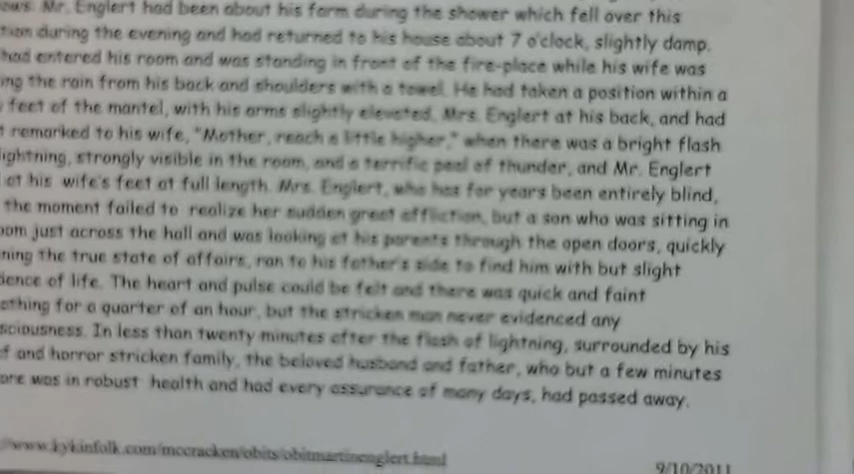 ows. Mr. Englert had been about his farm during the shower which fell over this
tion during the evening and had returned to his house about 7 o'clock, slightly damp.
had entered his room and was standing in front of the fire-place while his wife was
ing the rain from his back and shoulders with a towel. He had taken a position within a
feet of the mantel, with his arms slightly elevated, Mrs. Englert at his back, and had
t remarked to his wife, "Mother, reach a little higher," when there was a bright flash
ightning, strongly visible in the room, and a terrific peal of thunder, and Mr. Englert
at his wife's feet at full length. Mrs. Englert, who has for years been entirely blind,
the moment failed to realize her sudden great affliction, but a son who was sitting in
oom just across the hall and was looking at his parents through the open doors, quickly
ning the true state of affairs, ran to his father's side to find him with but slight
dence of life. The heart and pulse could be felt and there was quick and faint
athing for a quarter of an hour, but the stricken man never evidenced any
sciousness. In less than twenty minutes after the flash of lightning, surrounded by his
f and horror stricken family, the beloved husband and father, who but a few minutes
ore was in robust health and had every assurance of many days, had passed away.
//www.kykinfolk.com/mccracken/obits/obitmartinenglert.html
9/10/2011